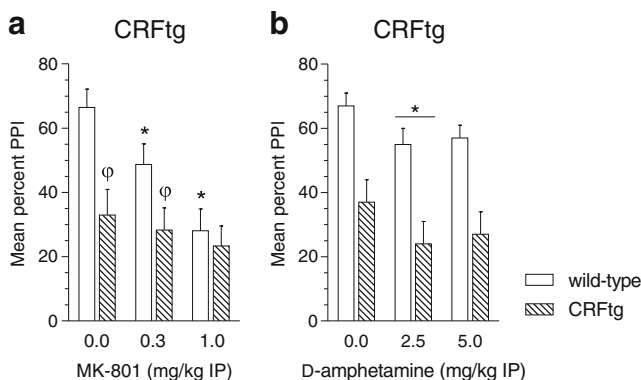 a CRFtg
b CRFtg
Mean percent PPI
80
60
40
20
0
φ
*
φ
*
0.0 0.3 1.0
MK-801 (mg/kg IP)
Mean percent PPI
80
60
40
20
0
*
0.0 2.5 5.0
D-amphetamine (mg/kg IP)
wild-type
CRFtg